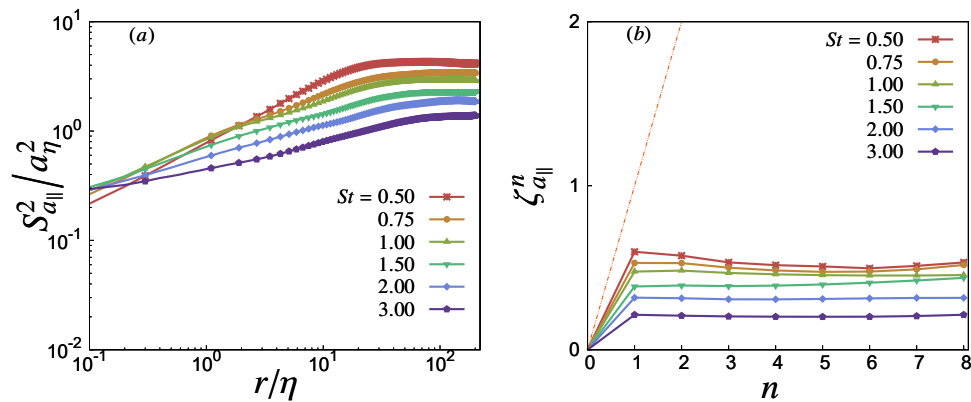 (a)
10^1
10^0
10^{-1}
10^{-2}
S^2_{a_{||}}/a^2_η
St = 0.50
0.75
1.00
1.50
2.00
3.00
10^{-1}
10^0
10^1
10^2
r/η
(b)
2
1
0
ζ^n_{a_{||}}
St = 0.50
0.75
1.00
1.50
2.00
3.00
0 1 2 3 4 5 6 7 8
n